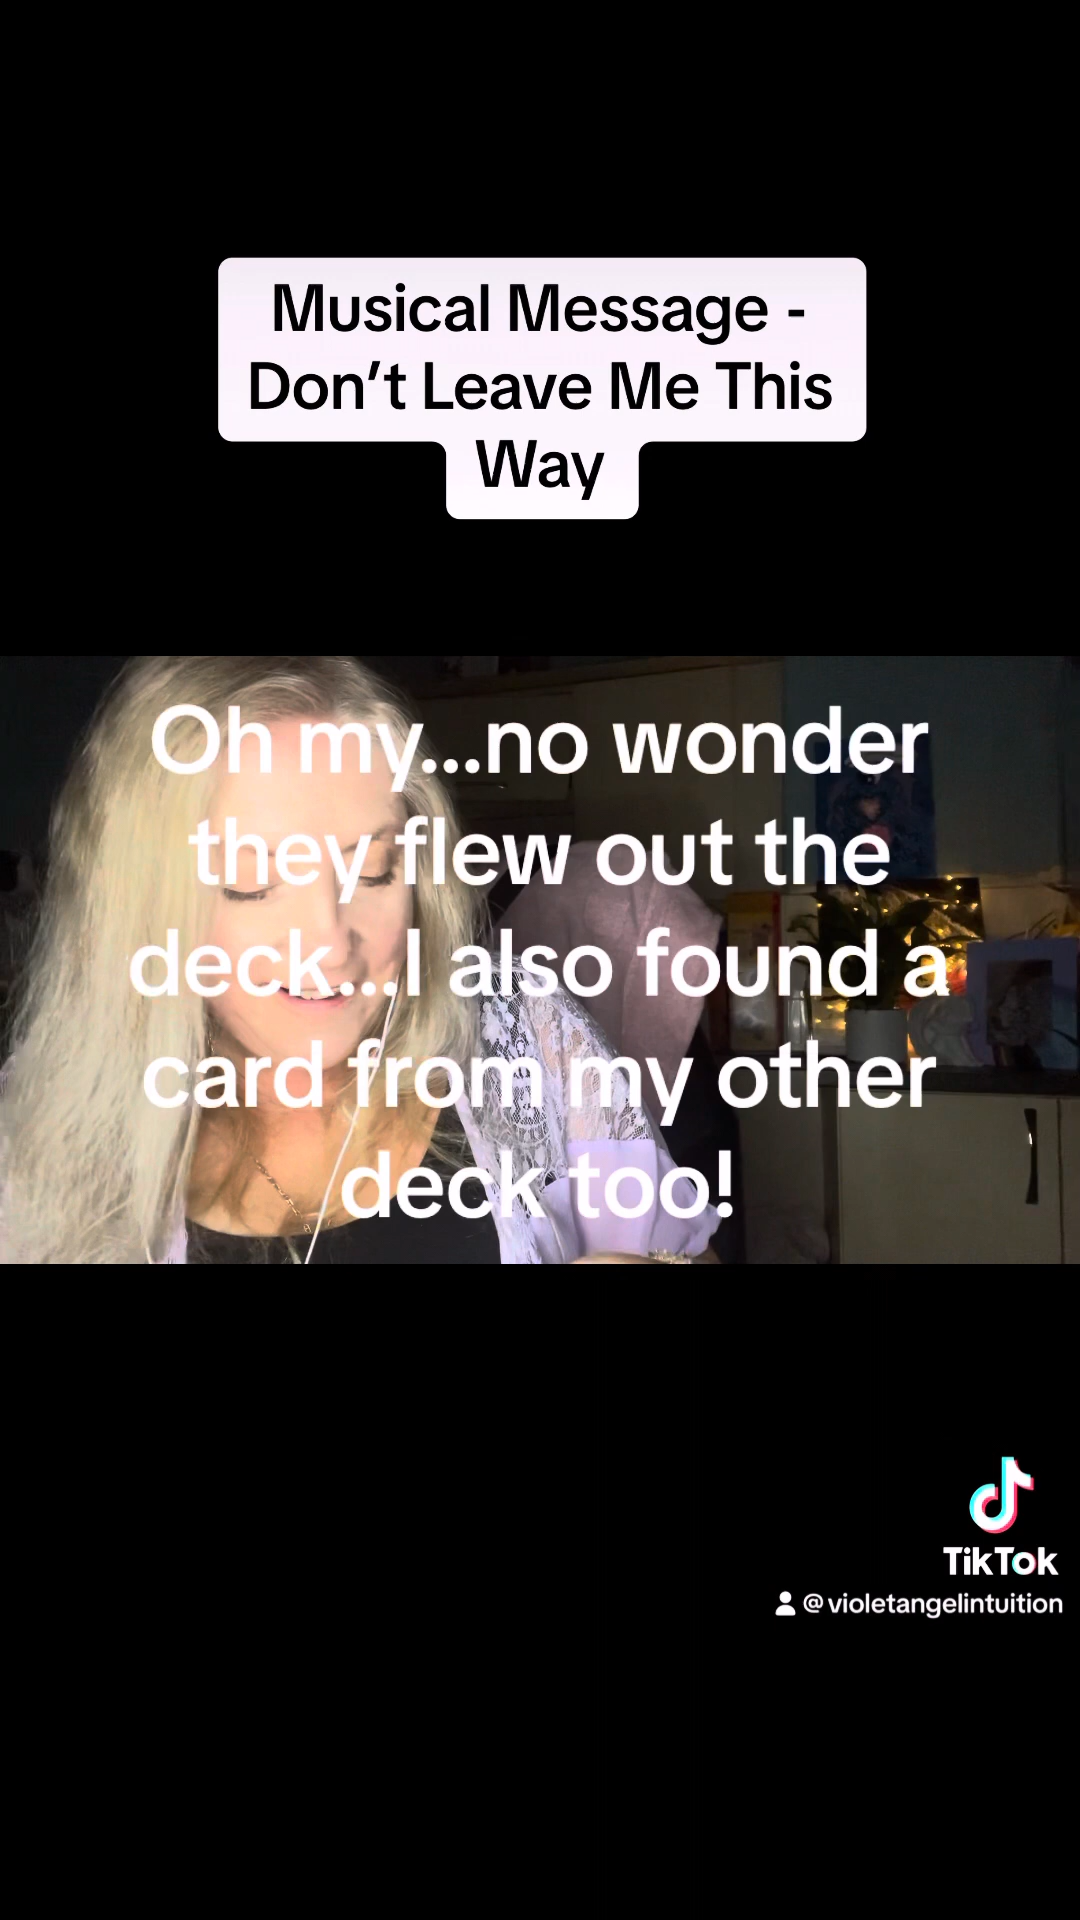 Musical Message -
Don’t Leave Me This
Way
Oh my...no wonder
they flew out the
deck...I also found a
card from my other
deck too!
TikTok
@violetangelintuition